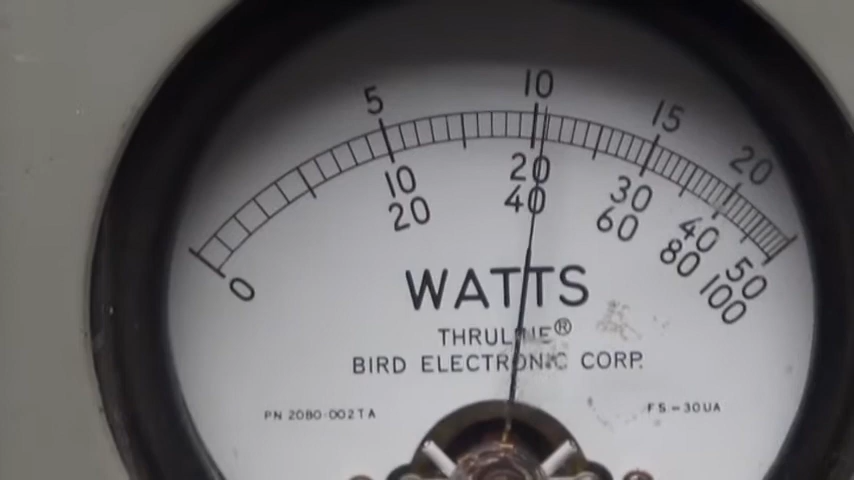 5 10 15 20
0 10 20 30 40 50
20 40 60 80 100
WATTS
THRULINE®
BIRD ELECTRONIC CORP.
PN 2080-002TA FS-30UA